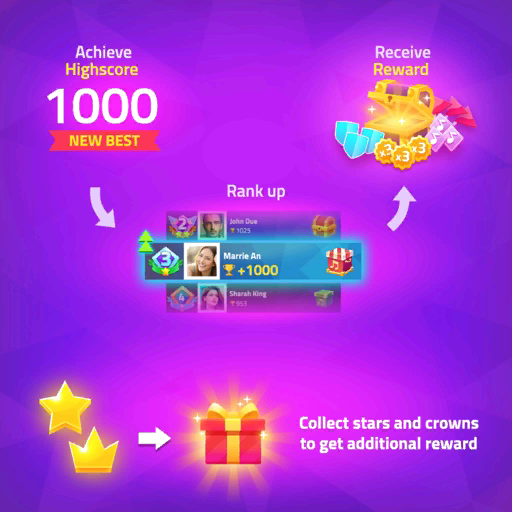 Achieve
Highscore
1000
NEW BEST
Receive
Reward
x3
x3
x3
Rank up
2
John Due
1025
3
Marrie An
+1000
4
Sharah King
953
Collect stars and crowns
to get additional reward